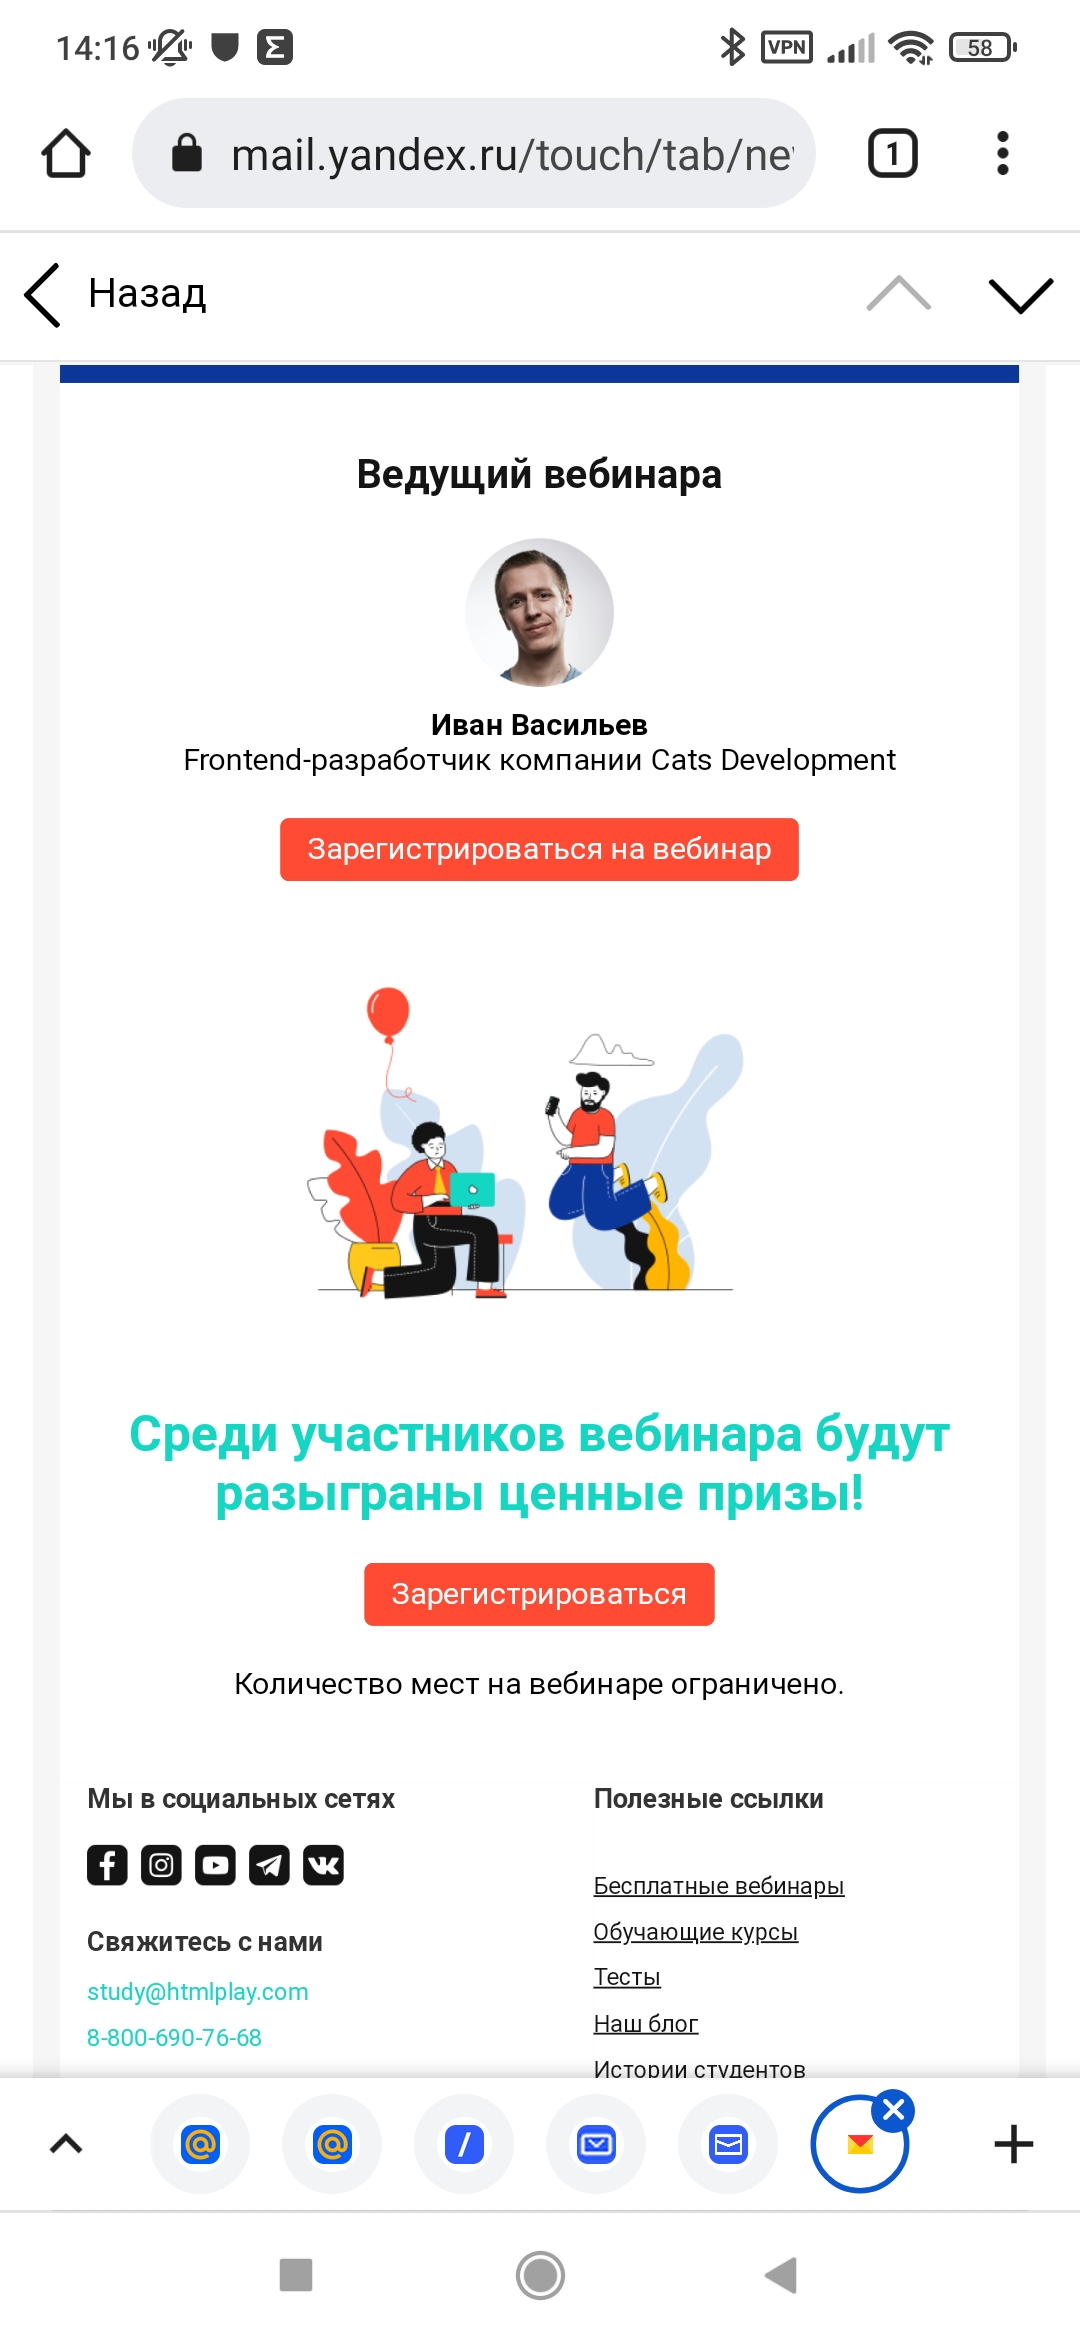 14:16
VPN
58
mail.yandex.ru/touch/tab/ne
1
Назад
Ведущий вебинара
Иван Васильев
Frontend-разработчик компании Cats Development
Зарегистрироваться на вебинар
Среди участников вебинара будут
разыграны ценные призы!
Зарегистрироваться
Количество мест на вебинаре ограничено.
Мы в социальных сетях
Полезные ссылки
Бесплатные вебинары
Обучающие курсы
Тесты
Наш блог
Истории студентов
Свяжитесь с нами
study@htmlplay.com
8-800-690-76-68